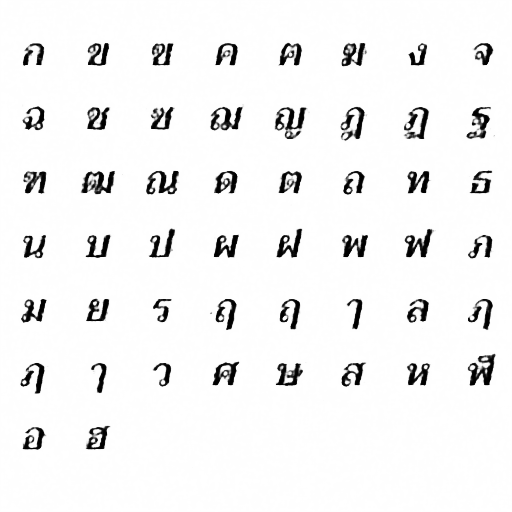 ก ข ฃ ค ฅ ฆ ง จ
ฉ ช ซ ฌ ญ ฎ ฏ ฐ
ฑ ฒ ณ ด ต ถ ท ธ
น บ ป ผ ฝ พ ฟ ภ
ม ย ร ฤ ฤ ๅ ล ฦ
ฦ ๅ ว ศ ษ ส ห ฬ
อ ฮ